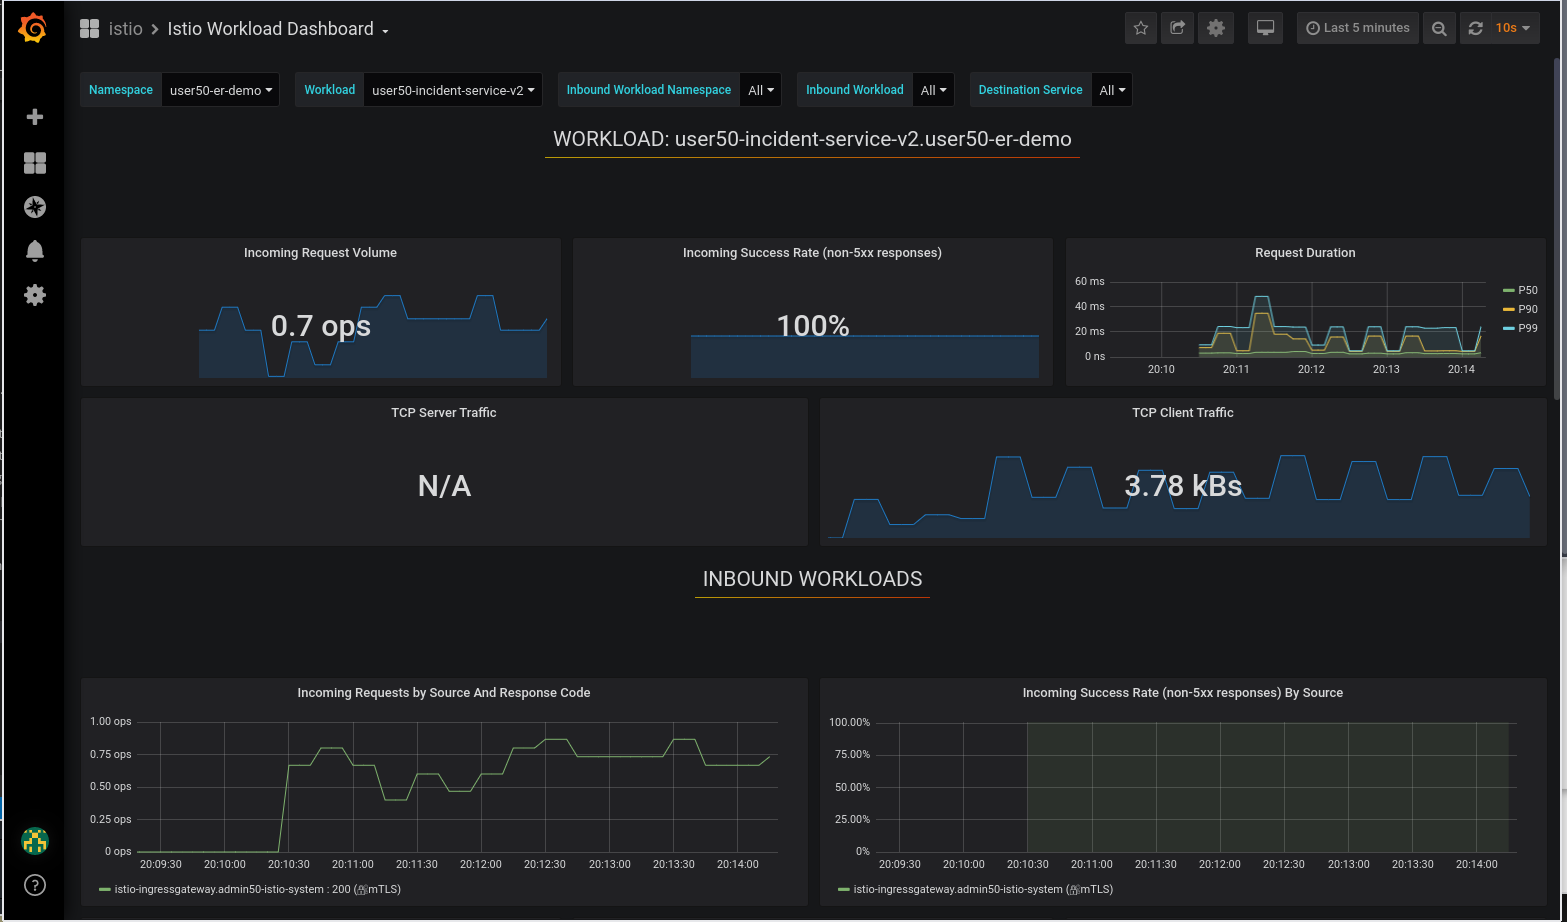 istio > Istio Workload Dashboard
Last 5 minutes
10s
Namespace user50-er-demo
Workload user50-incident-service-v2
Inbound Workload Namespace All
Inbound Workload All
Destination Service All
WORKLOAD: user50-incident-service-v2.user50-er-demo
Incoming Request Volume
0.7 ops
Incoming Success Rate (non-5xx responses)
100%
Request Duration
60 ms
40 ms
20 ms
0 ns
20:10 20:11 20:12 20:13 20:14
P50
P90
P99
TCP Server Traffic
N/A
TCP Client Traffic
3.78 kBs
INBOUND WORKLOADS
Incoming Requests by Source And Response Code
1.00 ops
0.75 ops
0.50 ops
0.25 ops
0 ops
20:09:30 20:10:00 20:10:30 20:11:00 20:11:30 20:12:00 20:12:30 20:13:00 20:13:30 20:14:00
istio-ingressgateway.admin50-istio-system : 200 (mTLS)
Incoming Success Rate (non-5xx responses) By Source
100.00%
75.00%
50.00%
25.00%
0%
20:09:30 20:10:00 20:10:30 20:11:00 20:11:30 20:12:00 20:12:30 20:13:00 20:13:30 20:14:00
istio-ingressgateway.admin50-istio-system (mTLS)